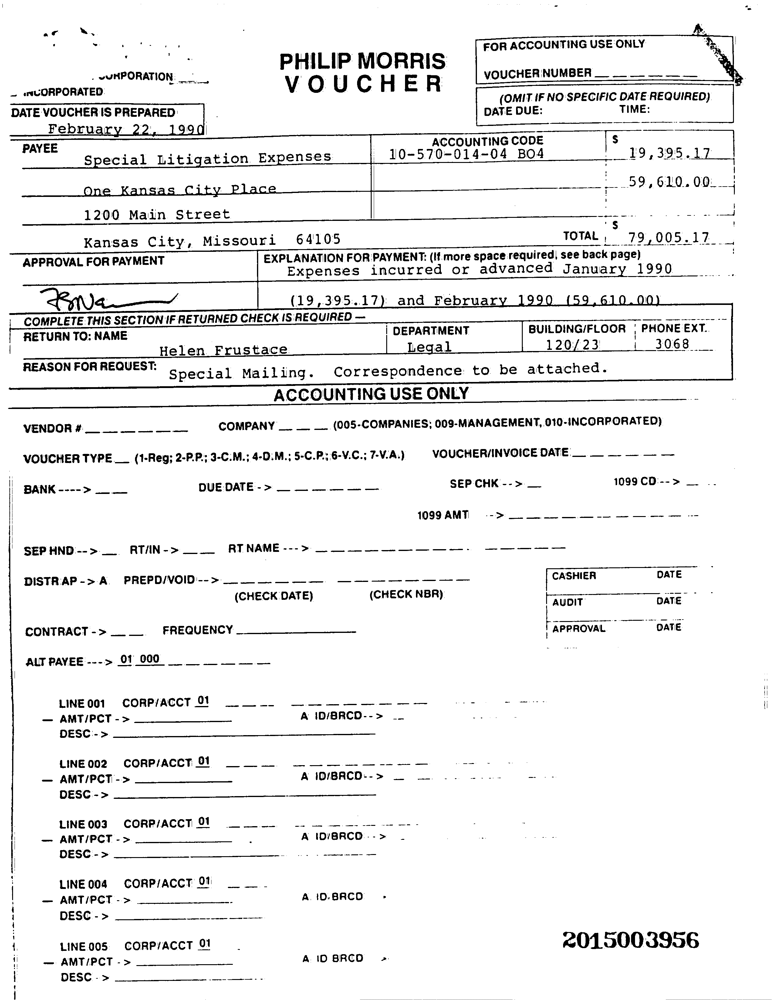 PHILIP MORRIS
VOUCHER
INCORPORATED
FOR ACCOUNTING USE ONLY
VOUCHER NUMBER
(OMIT IF NO SPECIFIC DATE REQUIRED)
DATE DUE: TIME:
DATE VOUCHER IS PREPARED
February 22, 1990
PAYEE ACCOUNTING CODE $
Special Litigation Expenses 10-570-014-04 BO4 19,395.17
One Kansas City Place 59,610.00
1200 Main Street
Kansas City, Missouri 64105 TOTAL $ 79,005.17
APPROVAL FOR PAYMENT EXPLANATION FOR PAYMENT: (If more space required, see back page)
Expenses incurred or advanced January 1990
(19,395.17) and February 1990 (59,610.00)
COMPLETE THIS SECTION IF RETURNED CHECK IS REQUIRED —
RETURN TO: NAME DEPARTMENT BUILDING/FLOOR PHONE EXT.
Helen Frustace Legal 120/23 3068
REASON FOR REQUEST: Special Mailing. Correspondence to be attached.
ACCOUNTING USE ONLY
VENDOR # COMPANY (005-COMPANIES; 009-MANAGEMENT, 010-INCORPORATED)
VOUCHER TYPE (1-Reg; 2-P.P.; 3-C.M.; 4-D.M.; 5-C.P.; 6-V.C.; 7-V.A.) VOUCHER/INVOICE DATE
BANK ----> DUE DATE -> SEP CHK --> 1099 CD -->
1099 AMT -->
SEP HND --> RT/IN -> RT NAME --->
DISTR AP -> A PREPD/VOID -->
(CHECK DATE) (CHECK NBR)
CASHIER DATE
AUDIT DATE
APPROVAL DATE
CONTRACT -> FREQUENCY
ALT PAYEE ---> 01 000
LINE 001 CORP/ACCT 01
— AMT/PCT -> A ID/BRCD-->
DESC ->
LINE 002 CORP/ACCT 01
— AMT/PCT -> A ID/BRCD-->
DESC ->
LINE 003 CORP/ACCT 01
— AMT/PCT -> A ID/BRCD -->
DESC ->
LINE 004 CORP/ACCT 01
— AMT/PCT -> A ID-BRCD
DESC ->
LINE 005 CORP/ACCT 01
— AMT/PCT -> A ID BRCD
DESC ->
2015003956